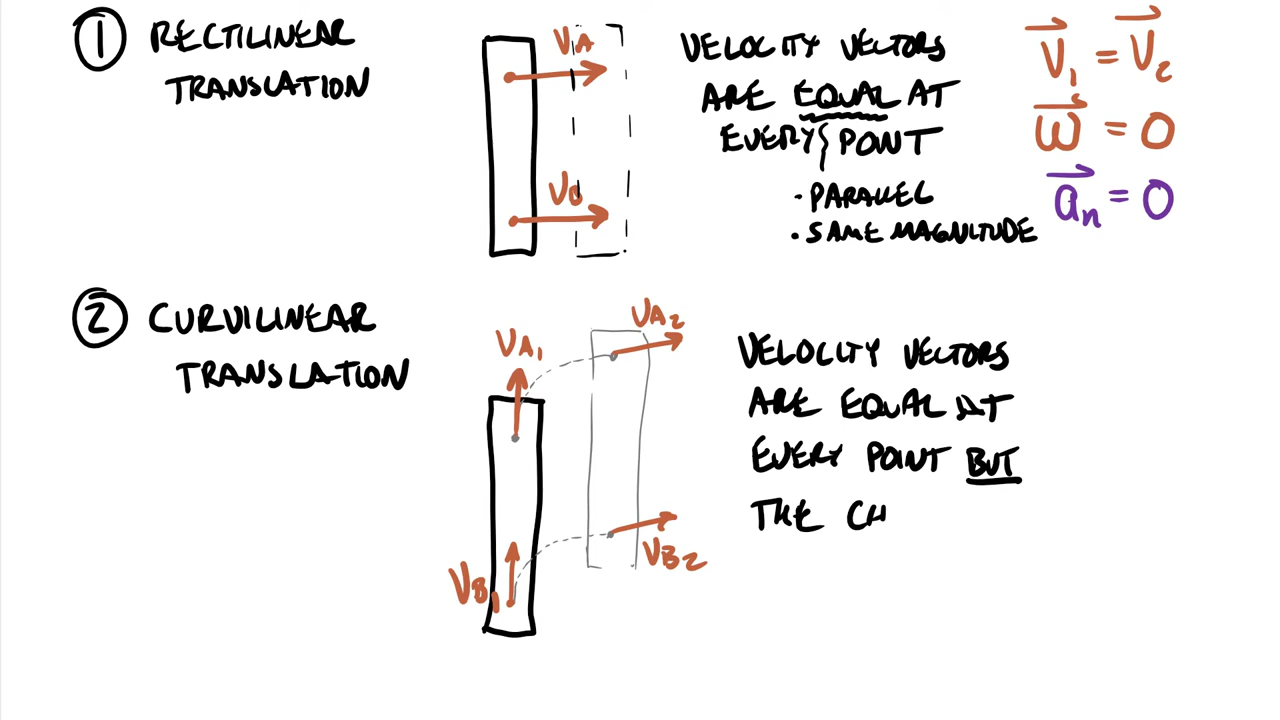 1 RECTILINEAR
TRANSLATION
VA
VB
VELOCITY VECTORS
ARE EQUAL AT
EVERY POINT
• PARALLEL
• SAME MAGNITUDE
V₁ = V₂
ω = 0
aₙ = 0
2 CURVILINEAR
TRANSLATION
VA₁
VA₂
VB₁
VB₂
VELOCITY VECTORS
ARE EQUAL AT
EVERY POINT BUT
THE CH